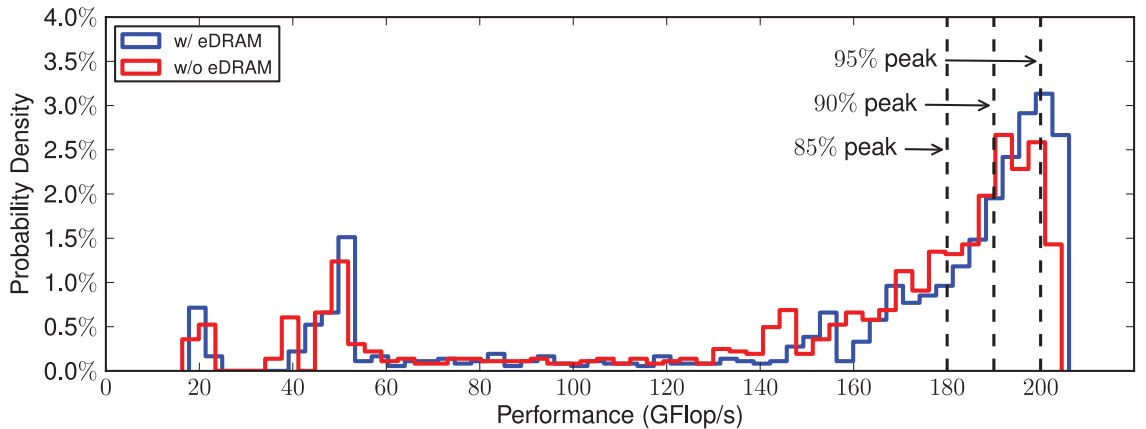 4.0%
3.5%
3.0%
2.5%
2.0%
1.5%
1.0%
0.5%
0.0%
Probability Density
w/ eDRAM
w/o eDRAM
95% peak
90% peak
85% peak
0 20 40 60 80 100 120 140 160 180 200
Performance (GFlop/s)